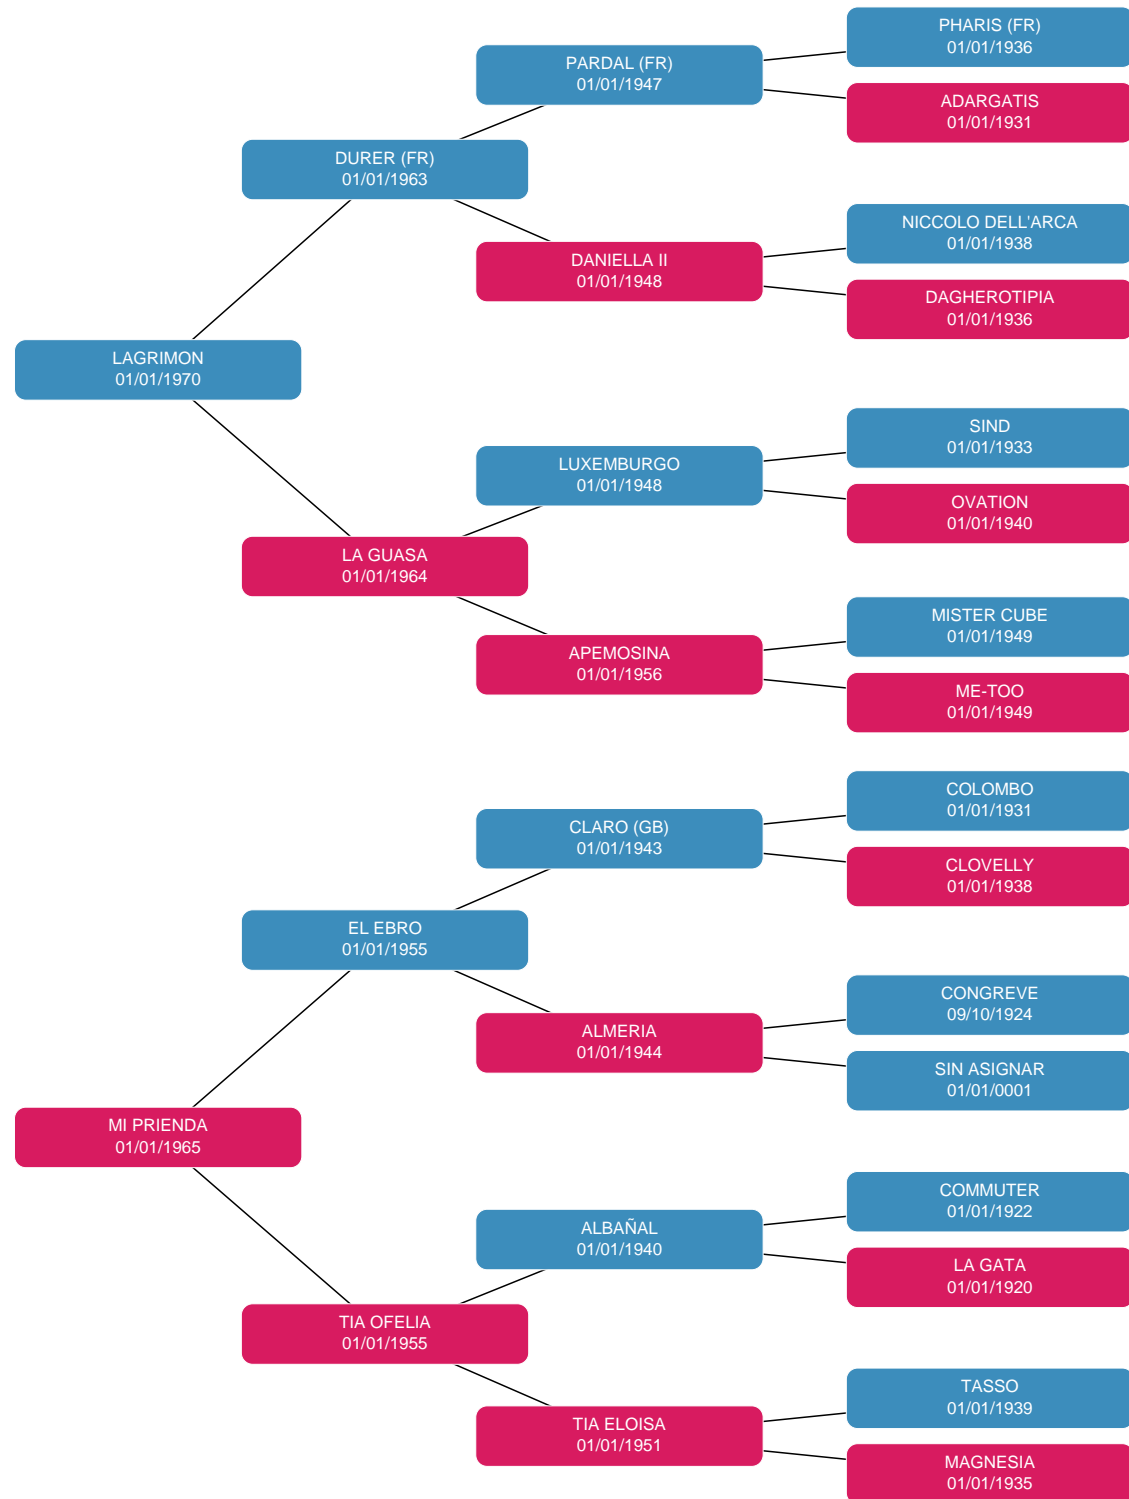 PHARIS (FR)
01/01/1936
PARDAL (FR)
01/01/1947
ADARGATIS
01/01/1931
DURER (FR)
01/01/1963
NICCOLO DELL'ARCA
01/01/1938
DANIELLA II
01/01/1948
DAGHEROTIPIA
01/01/1936
LAGRIMON
01/01/1970
SIND
01/01/1933
LUXEMBURGO
01/01/1948
OVATION
01/01/1940
LA GUASA
01/01/1964
MISTER CUBE
01/01/1949
APEMOSINA
01/01/1956
ME-TOO
01/01/1949
COLOMBO
01/01/1931
CLARO (GB)
01/01/1943
CLOVELLY
01/01/1938
EL EBRO
01/01/1955
CONGREVE
09/10/1924
ALMERIA
01/01/1944
SIN ASIGNAR
01/01/0001
MI PRIENDA
01/01/1965
COMMUTER
01/01/1922
ALBAÑAL
01/01/1940
LA GATA
01/01/1920
TIA OFELIA
01/01/1955
TASSO
01/01/1939
TIA ELOISA
01/01/1951
MAGNESIA
01/01/1935